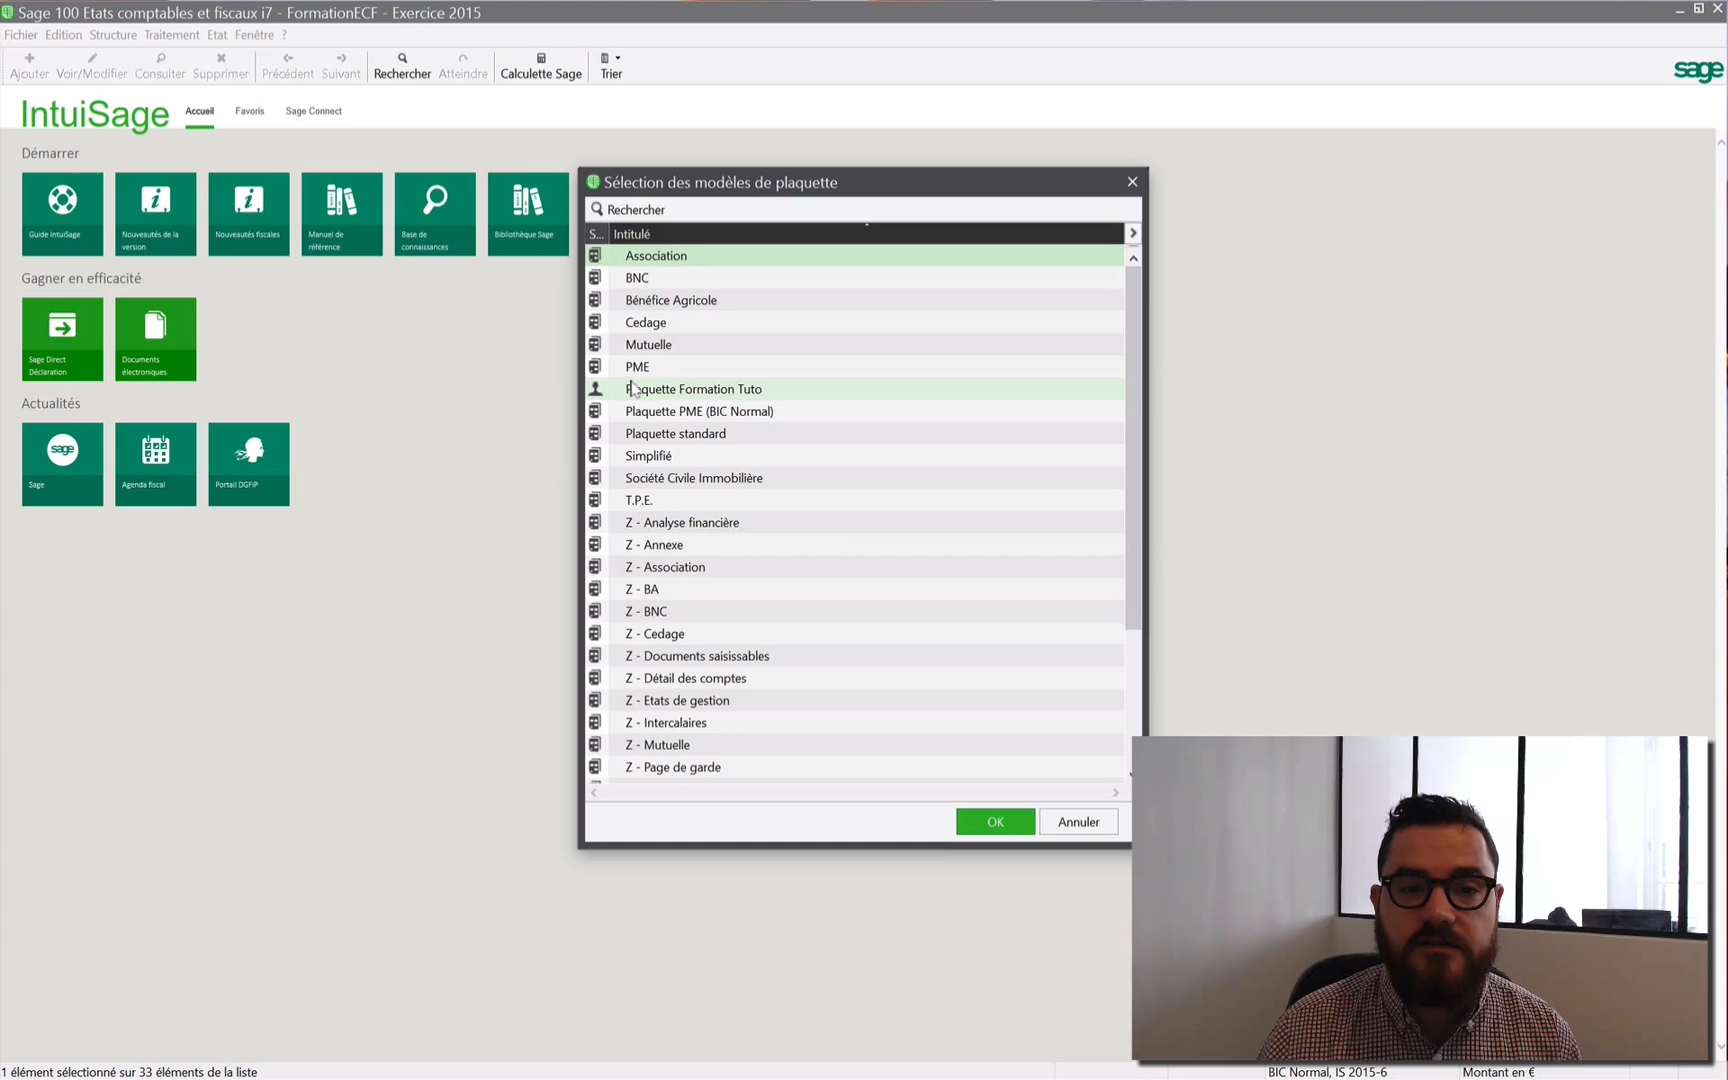 Sage 100 Etats comptables et fiscaux i7 - FormationECF - Exercice 2015
Fichier Edition Structure Traitement Etat Fenêtre ?
Ajouter Voir/Modifier Consulter Supprimer Précédent Suivant Rechercher Atteindre Calculette Sage Trier
sage
IntuiSage Accueil Favoris Sage Connect
Démarrer
Guide IntuiSage
Nouveautés de la version
Nouveautés fiscales
Manuel de référence
Base de connaissances
Bibliothèque Sage
Gagner en efficacité
Sage Direct Déclaration
Documents électroniques
Actualités
sage
Sage
Agenda fiscal
Portail DGFiP
Sélection des modèles de plaquette
Rechercher
S... Intitulé
Association
BNC
Bénéfice Agricole
Cedage
Mutuelle
PME
Plaquette Formation Tuto
Plaquette PME (BIC Normal)
Plaquette standard
Simplifié
Société Civile Immobilière
T.P.E.
Z - Analyse financière
Z - Annexe
Z - Association
Z - BA
Z - BNC
Z - Cedage
Z - Documents saisissables
Z - Détail des comptes
Z - Etats de gestion
Z - Intercalaires
Z - Mutuelle
Z - Page de garde
OK Annuler
1 élément sélectionné sur 33 éléments de la liste
BIC Normal, IS 2015-6 Montant en €